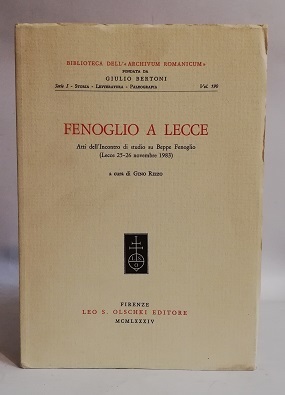 BIBLIOTECA DELL'«ARCHIVUM ROMANICUM»
FONDATA DA
GIULIO BERTONI
Serie I - Storia - Letteratura - Paleografia Vol. 190
FENOGLIO A LECCE
Atti dell'Incontro di studio su Beppe Fenoglio
(Lecce 25-26 novembre 1983)
a cura di Gino Rizzo
FIRENZE
LEO S. OLSCHKI EDITORE
MCMLXXXIV